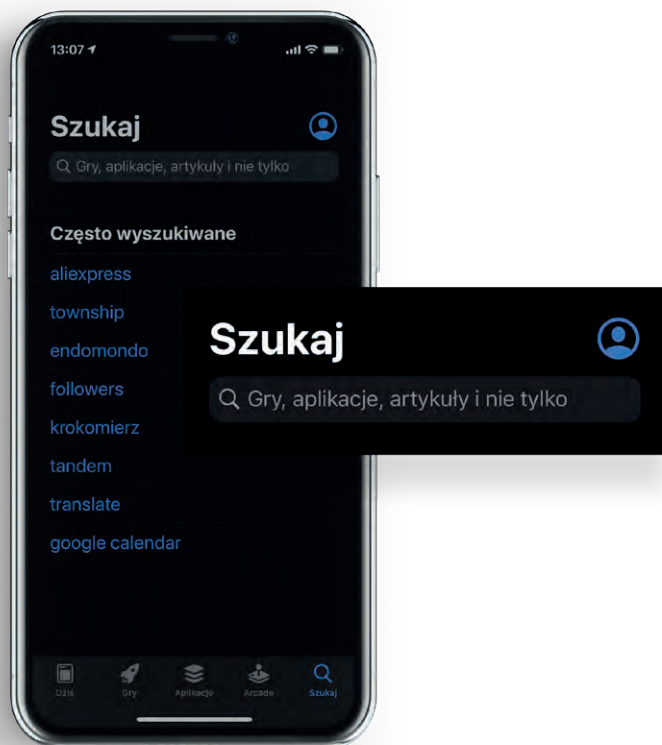 13:07
Szukaj
Gry, aplikacje, artykuły i nie tylko
Często wyszukiwane
aliexpress
township
endomondo
followers
krokomierz
tandem
translate
google calendar
Dziś Gry Aplikacje Arcade Szukaj
Szukaj
Gry, aplikacje, artykuły i nie tylko